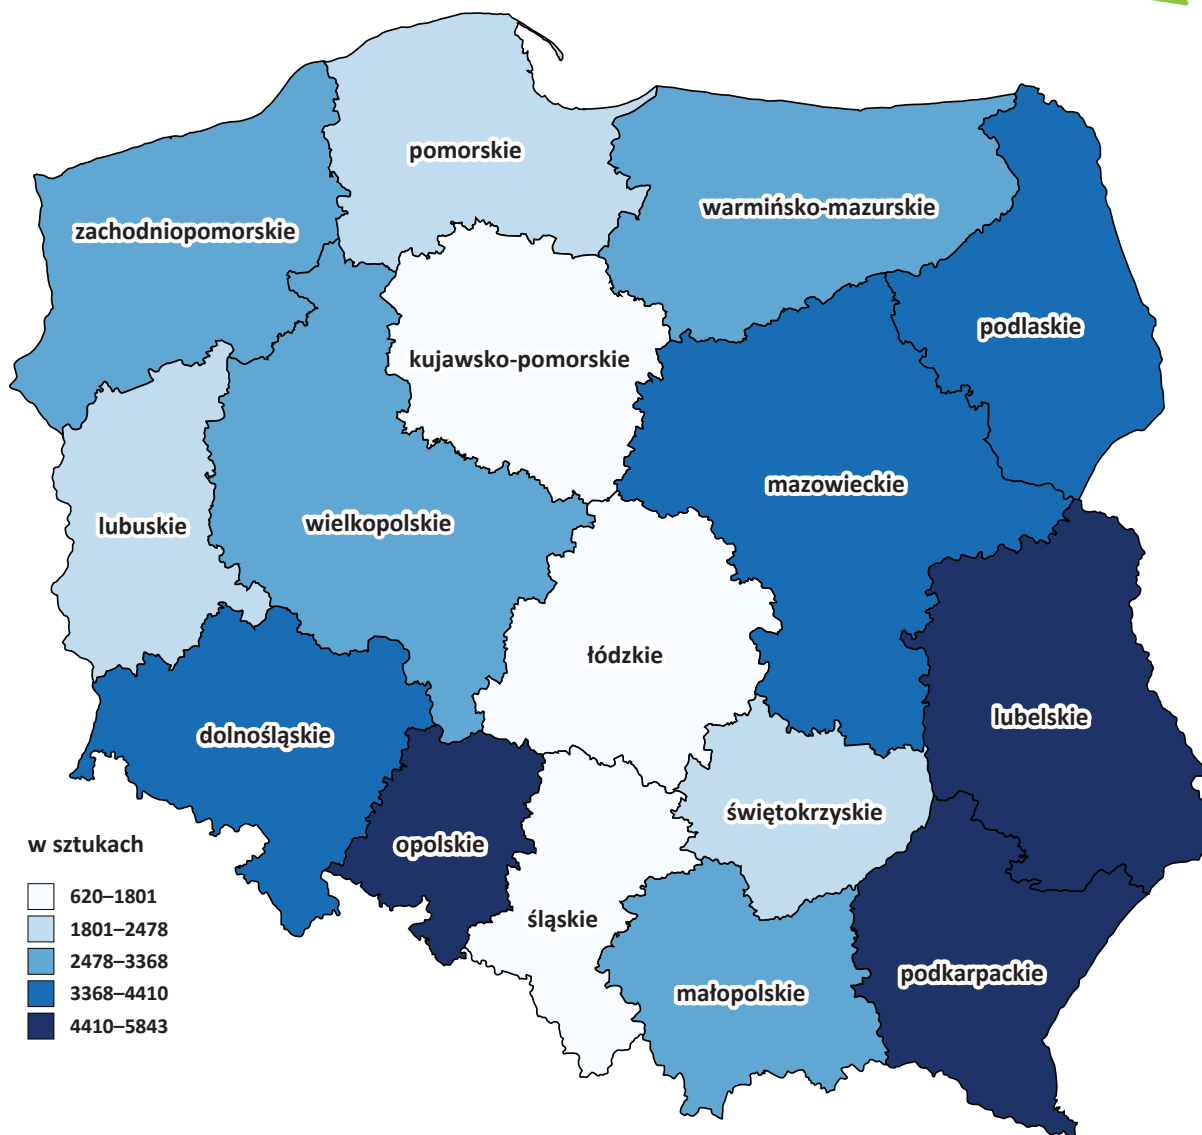 pomorskie
warmińsko-mazurskie
zachodniopomorskie
podlaskie
kujawsko-pomorskie
mazowieckie
wielkopolskie
lubuskie
łódzkie
lubelskie
dolnośląskie
świętokrzyskie
opolskie
śląskie
podkarpackie
małopolskie
w sztukach
620–1801
1801–2478
2478–3368
3368–4410
4410–5843